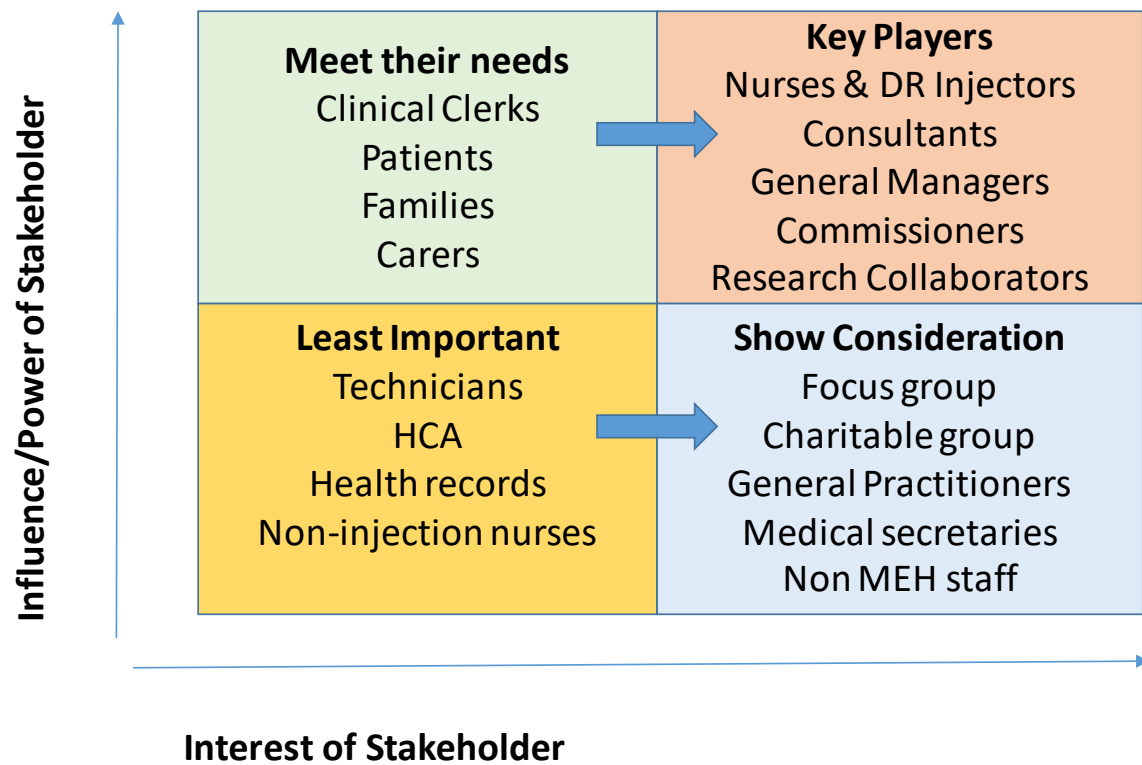 Influence/Power of Stakeholder
Meet their needs
Clinical Clerks
Patients
Families
Carers
Key Players
Nurses & DR Injectors
Consultants
General Managers
Commissioners
Research Collaborators
Least Important
Technicians
HCA
Health records
Non-injection nurses
Show Consideration
Focus group
Charitable group
General Practitioners
Medical secretaries
Non MEH staff
Interest of Stakeholder